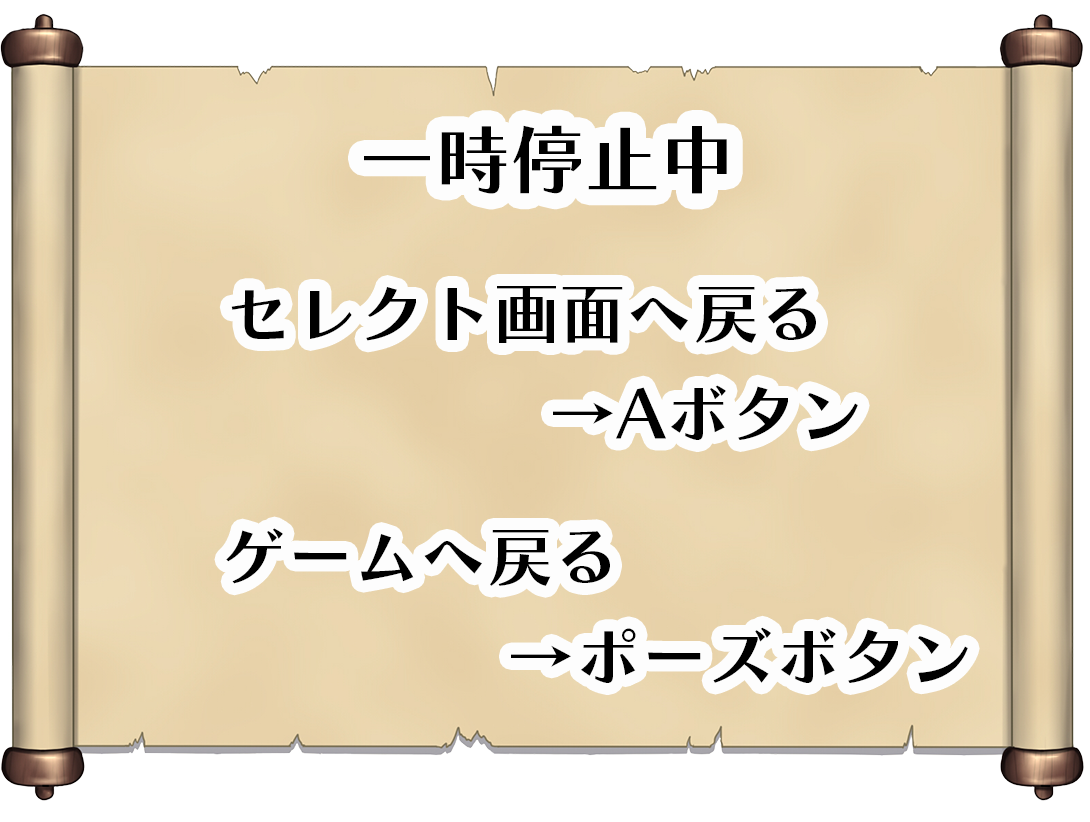 一時停止中
セレクト画面へ戻る
→Aボタン
ゲームへ戻る
→ポーズボタン